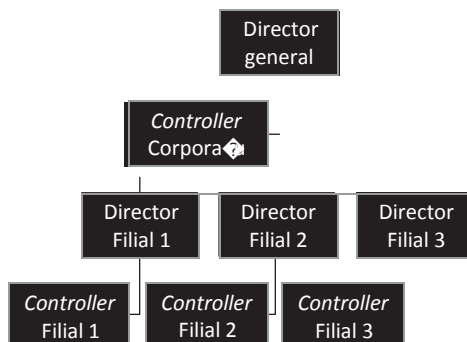 Director
general
Controller
Director
Filial 1
Director
Filial 2
Director
Filial 3
Controller
Filial 1
Controller
Filial 2
Controller
Filial 3